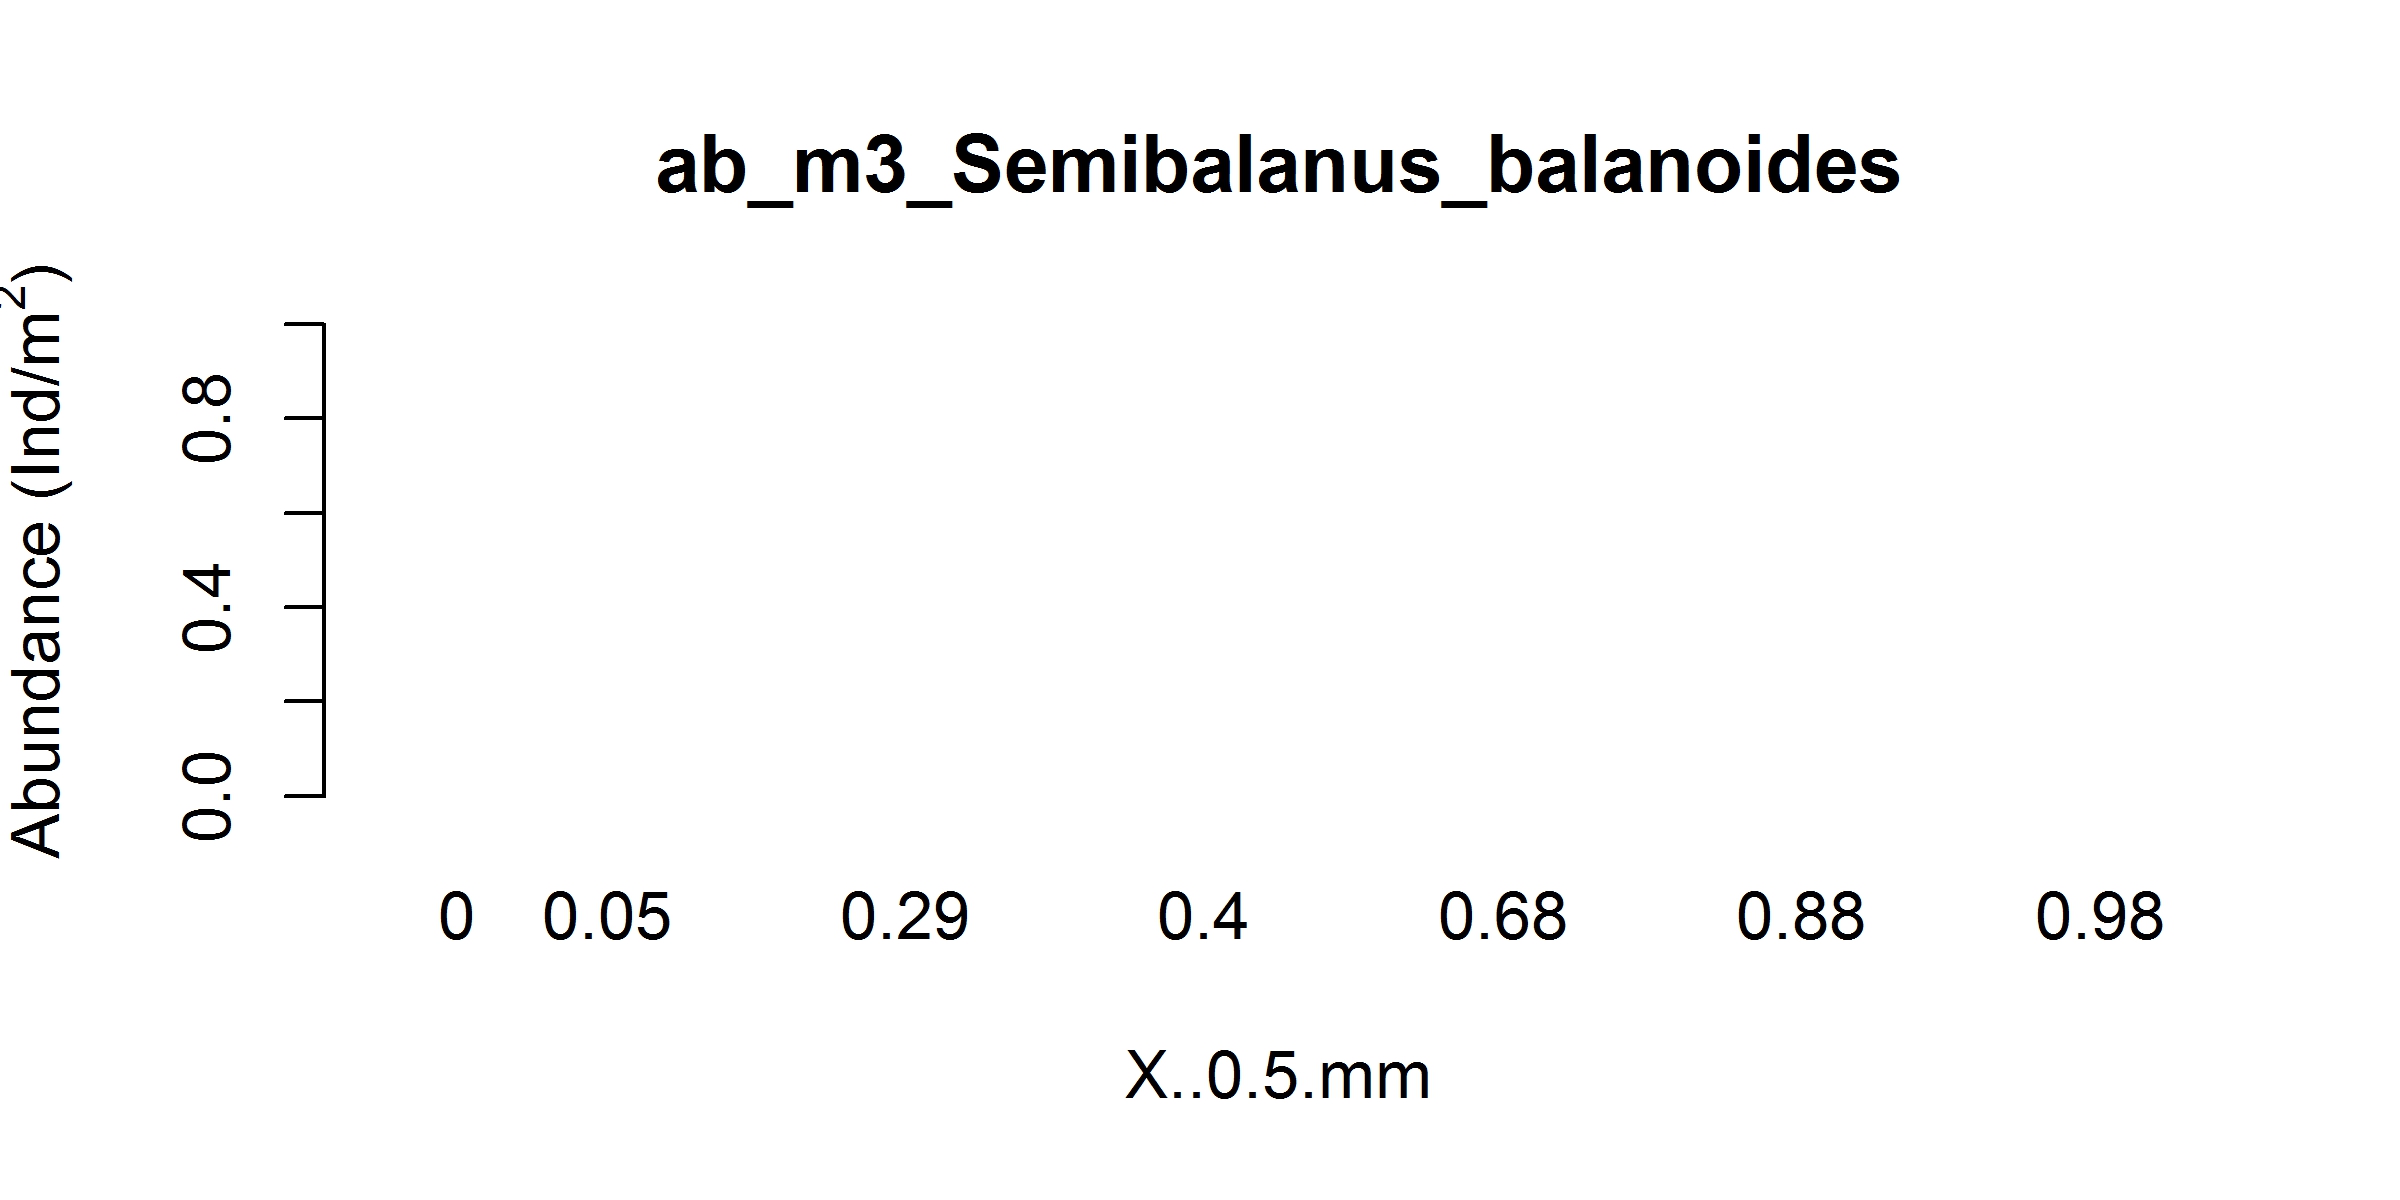 ab_m3_Semibalanus_balanoides
Abundance (Ind/m²)
0.8
0.4
0.0
0 0.05 0.29 0.4 0.68 0.88 0.98
X..0.5.mm